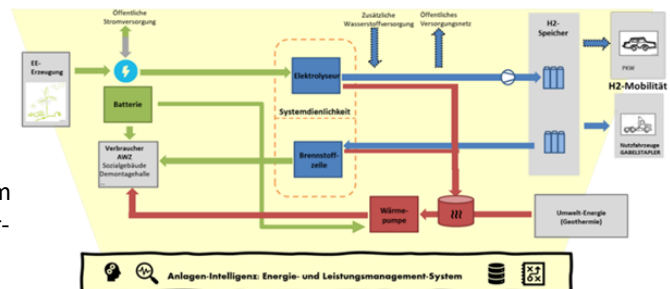 Öffentliche
Stromversorgung
Zusätzliche
Wasserstoffversorgung
Öffentliches
Versorgungsnetz
H2-
Speicher
EE-
Erzeugung
Elektrolyseur
PKW
H2-Mobilität
Batterie
Systemdienlichkeit
Verbraucher
AWZ
Sozialgebäude
Demontagehalle
...
Brennstoff-
zelle
Nutzfahrzeuge
GABELSTAPLER
m
r-
Wärme-
pumpe
Umwelt-Energie
(Geothermie)
Anlagen-Intelligenz: Energie- und Leistungsmanagement-System